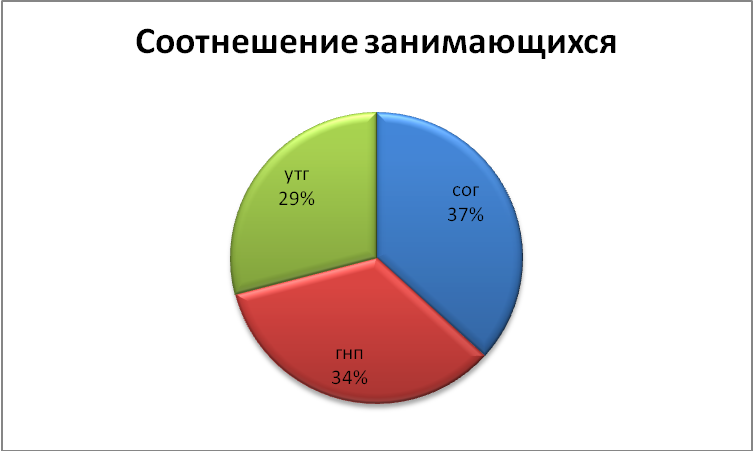 Соотнешение занимающихся
утг
29%
сог
37%
гнп
34%